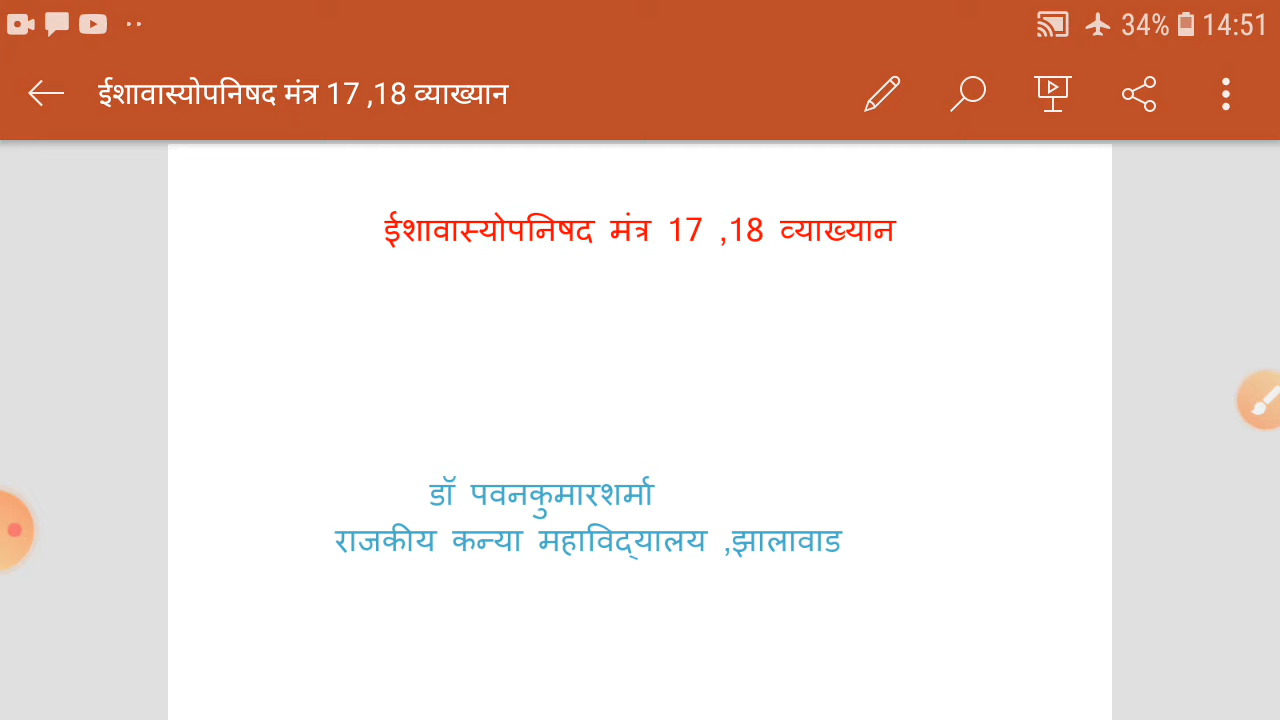 34% 14:51
ईशावास्योपनिषद मंत्र 17 ,18 व्याख्यान
ईशावास्योपनिषद मंत्र 17 ,18 व्याख्यान
डॉ पवनकुमारशर्मा
राजकीय कन्या महाविद्यालय ,झालावाड